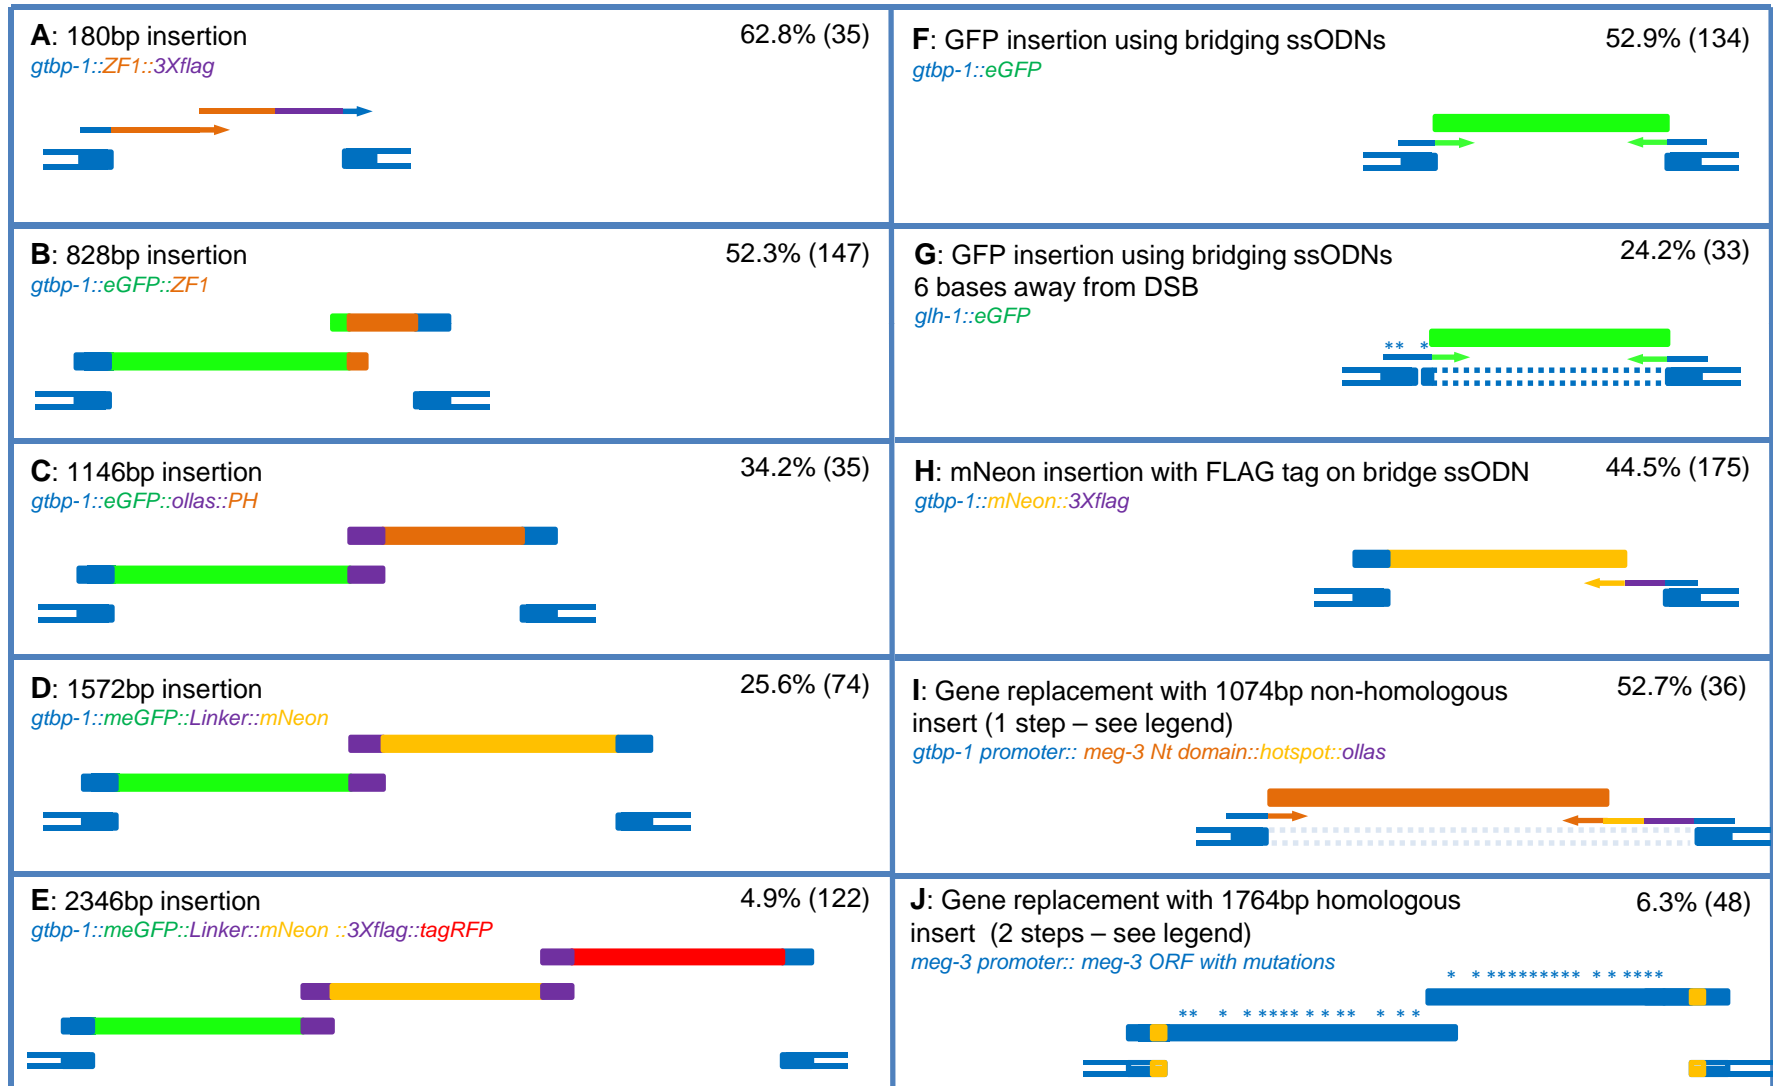 A: 180bp insertion
62.8% (35)
gtbp-1::ZF1::3Xflag
B: 828bp insertion
52.3% (147)
gtbp-1::eGFP::ZF1
C: 1146bp insertion
34.2% (35)
gtbp-1::eGFP::ollas::PH
D: 1572bp insertion
25.6% (74)
gtbp-1::meGFP::Linker::mNeon
E: 2346bp insertion
4.9% (122)
gtbp-1::meGFP::Linker::mNeon ::3Xflag::tagRFP
F: GFP insertion using bridging ssODNs
52.9% (134)
gtbp-1::eGFP
G: GFP insertion using bridging ssODNs
24.2% (33)
6 bases away from DSB
glh-1::eGFP
** *
H: mNeon insertion with FLAG tag on bridge ssODN
44.5% (175)
gtbp-1::mNeon::3Xflag
I: Gene replacement with 1074bp non-homologous
52.7% (36)
insert (1 step – see legend)
gtbp-1 promoter:: meg-3 Nt domain::hotspot::ollas
J: Gene replacement with 1764bp homologous
6.3% (48)
insert (2 steps – see legend)
meg-3 promoter:: meg-3 ORF with mutations
* * ********** * * ****
** * * **** * * ** * * *